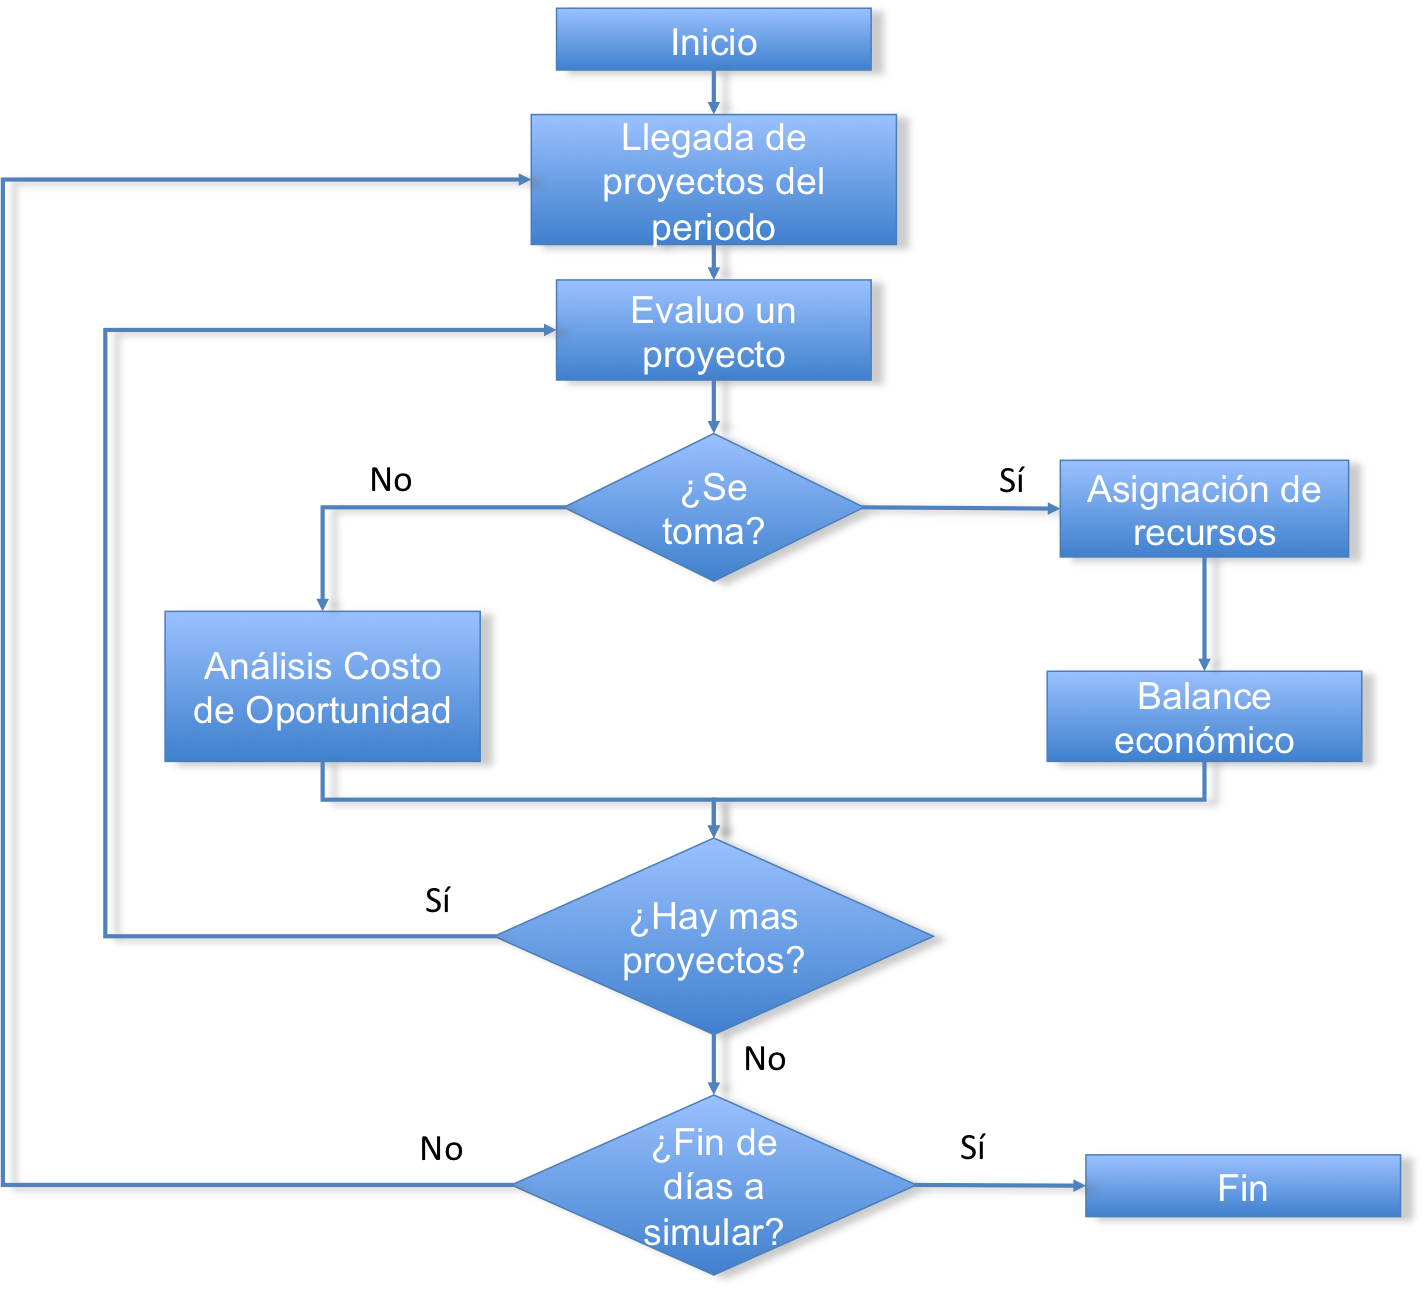 Inicio
Llegada de
proyectos del
periodo
Evaluo un
proyecto
No
¿Se
toma?
Sí
Asignación de
recursos
Análisis Costo
de Oportunidad
Balance
económico
Sí
¿Hay mas
proyectos?
No
No
¿Fin de
días a
simular?
Sí
Fin